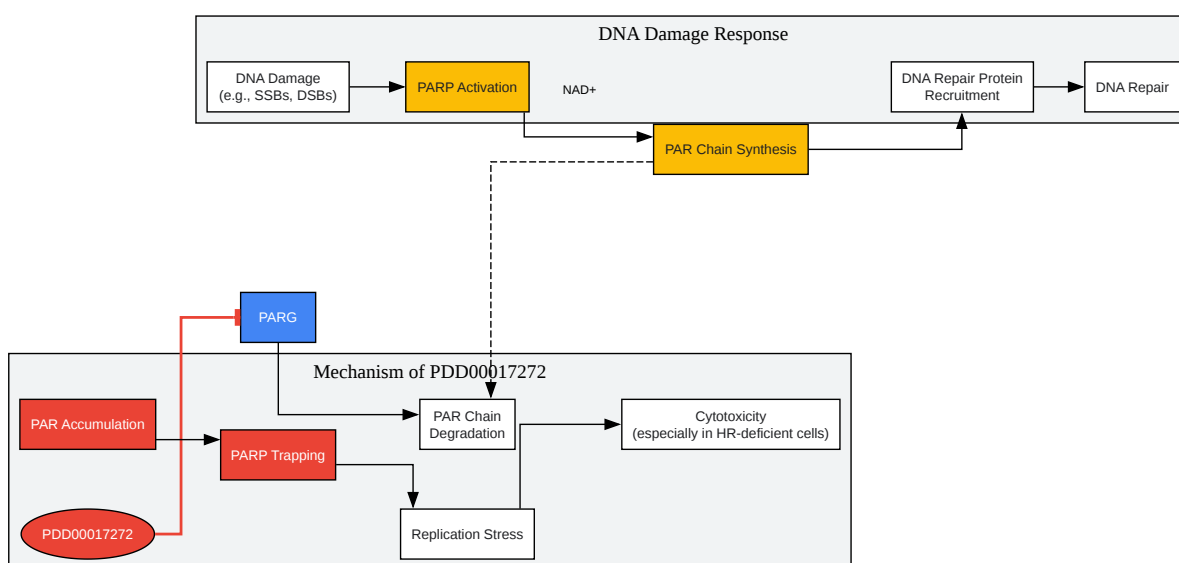 DNA Damage Response
DNA Damage
(e.g., SSBs, DSBs)
PARP Activation
NAD+
DNA Repair Protein
Recruitment
DNA Repair
PAR Chain Synthesis
PARG
Mechanism of PDD00017272
PAR Accumulation
PARP Trapping
PAR Chain
Degradation
Cytotoxicity
(especially in HR-deficient cells)
PDD00017272
Replication Stress